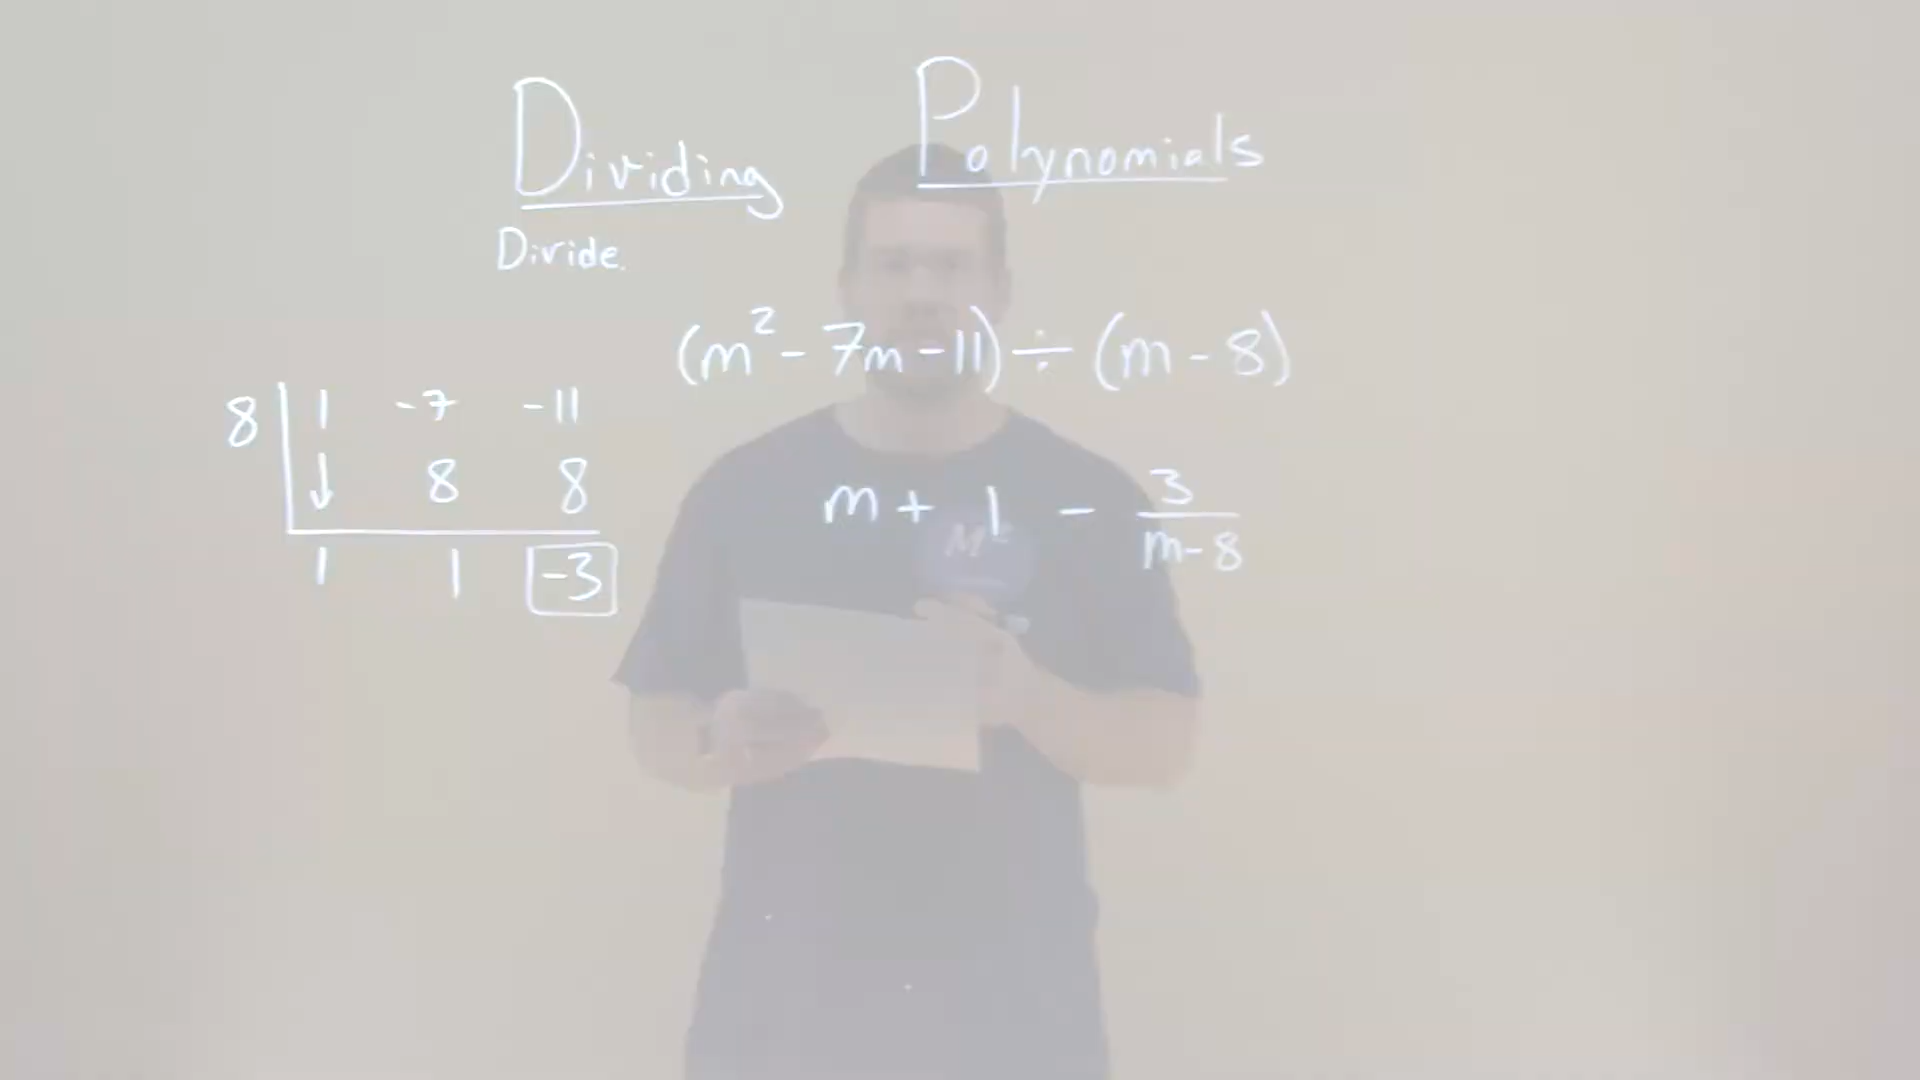 Dividing Polynomials
Divide.
(m² - 7m - 11) ÷ (m - 8)
8 | 1 -7 -11
↓ 8 8
1 1 -3
m + 1 - 3/(m-8)